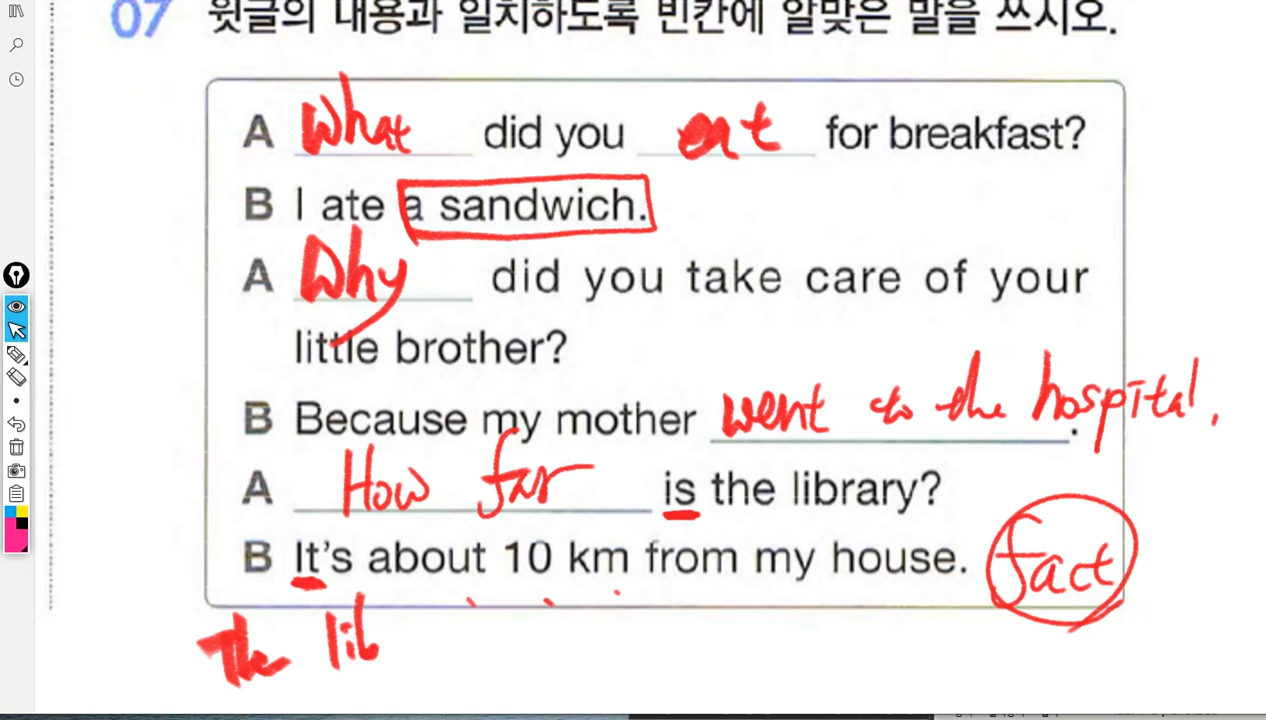 07 윗글의 내용과 일치하도록 빈칸에 알맞은 말을 쓰시오.
A What did you eat for breakfast?
B I ate a sandwich.
A Why did you take care of your
little brother?
B Because my mother went to the hospital.
A How far is the library?
B It's about 10 km from my house. fact
The lib